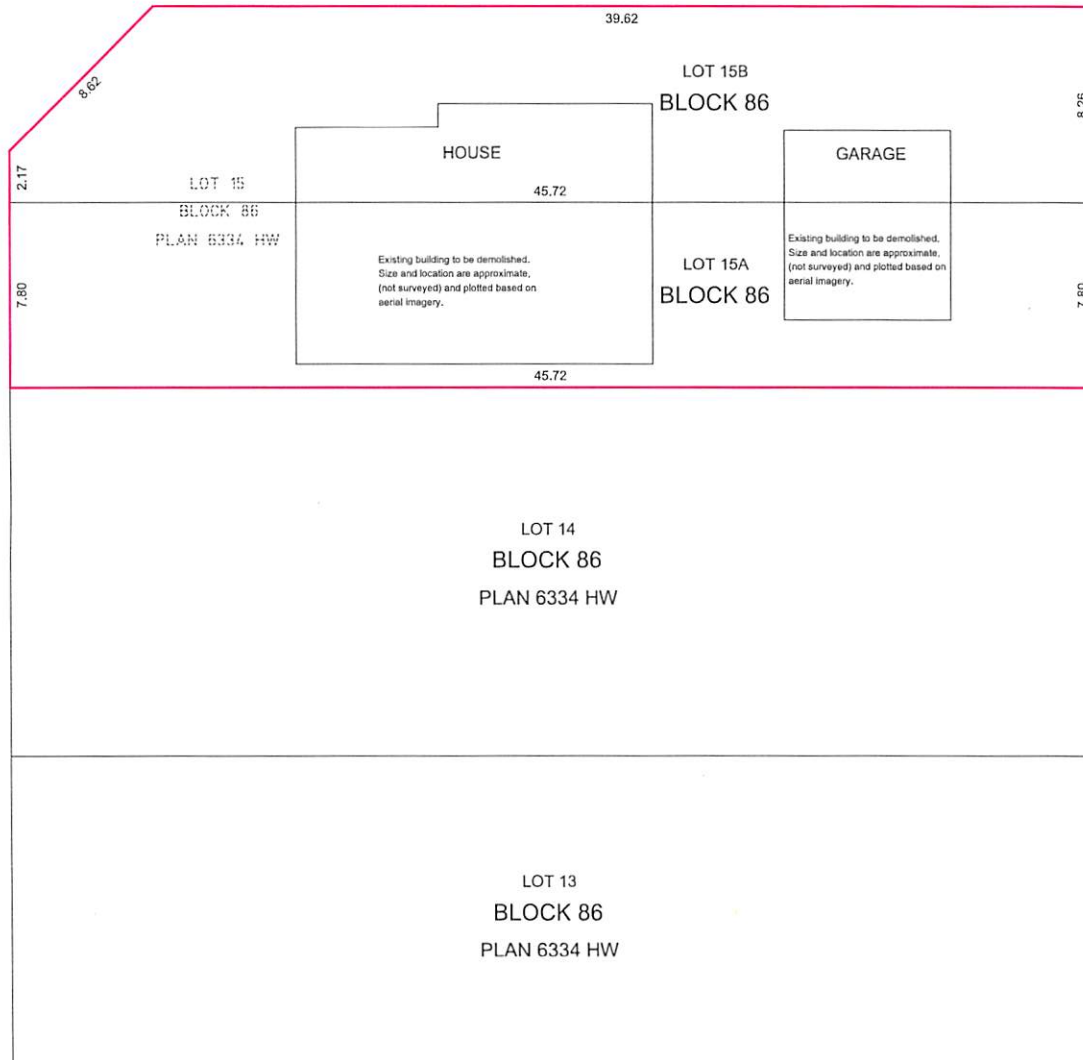 39.62
8.62
LOT 15B
BLOCK 86
8.26
HOUSE
GARAGE
2.17
LOT 15
BLOCK 86
PLAN 6334 HW
45.72
Existing building to be demolished.
Size and location are approximate,
(not surveyed) and plotted based on
aerial imagery.
LOT 15A
BLOCK 86
Existing building to be demolished.
Size and location are approximate,
(not surveyed) and plotted based on
aerial imagery.
7.80
7.80
45.72
LOT 14
BLOCK 86
PLAN 6334 HW
LOT 13
BLOCK 86
PLAN 6334 HW